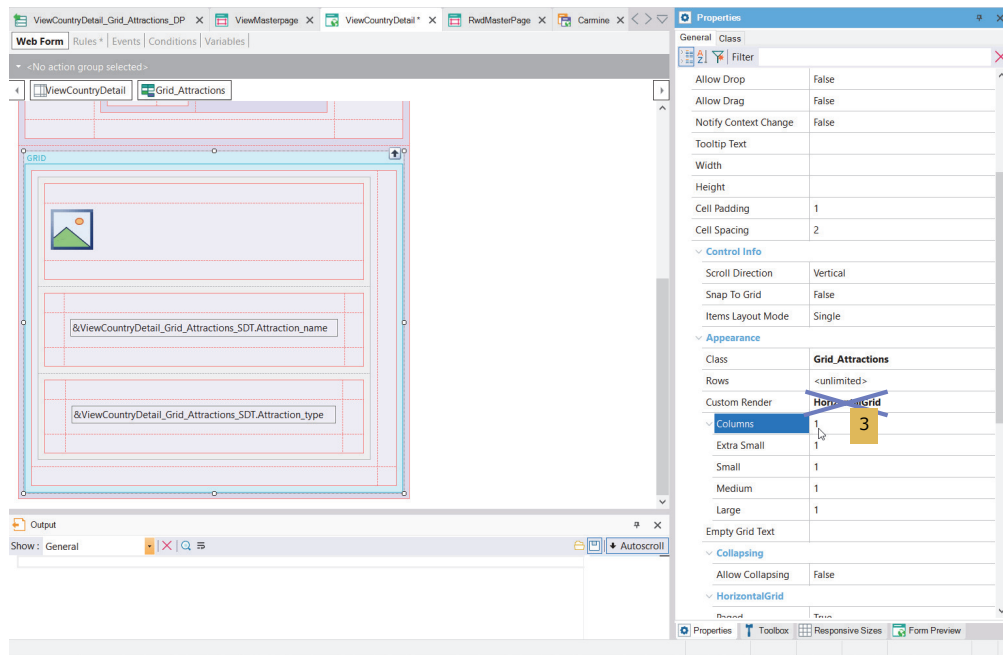 ViewCountryDetail_Grid_Attractions_DP X ViewMasterpage X ViewCountryDetail * X RwdMasterPage X Carmine X
Web Form Rules * Events Conditions Variables
<No action group selected>
ViewCountryDetail Grid_Attractions
GRID
&ViewCountryDetail_Grid_Attractions_SDT.Attraction_name
&ViewCountryDetail_Grid_Attractions_SDT.Attraction_type
Output
Show : General Autoscroll
Properties
General Class
Filter
Allow Drop False
Allow Drag False
Notify Context Change False
Tooltip Text
Width
Height
Cell Padding 1
Cell Spacing 2
Control Info
Scroll Direction Vertical
Snap To Grid False
Items Layout Mode Single
Appearance
Class Grid_Attractions
Rows <unlimited>
Custom Render HorizontalGrid
Columns 1 3
Extra Small 1
Small 1
Medium 1
Large 1
Empty Grid Text
Collapsing
Allow Collapsing False
HorizontalGrid
Paged True
Properties Toolbox Responsive Sizes Form Preview